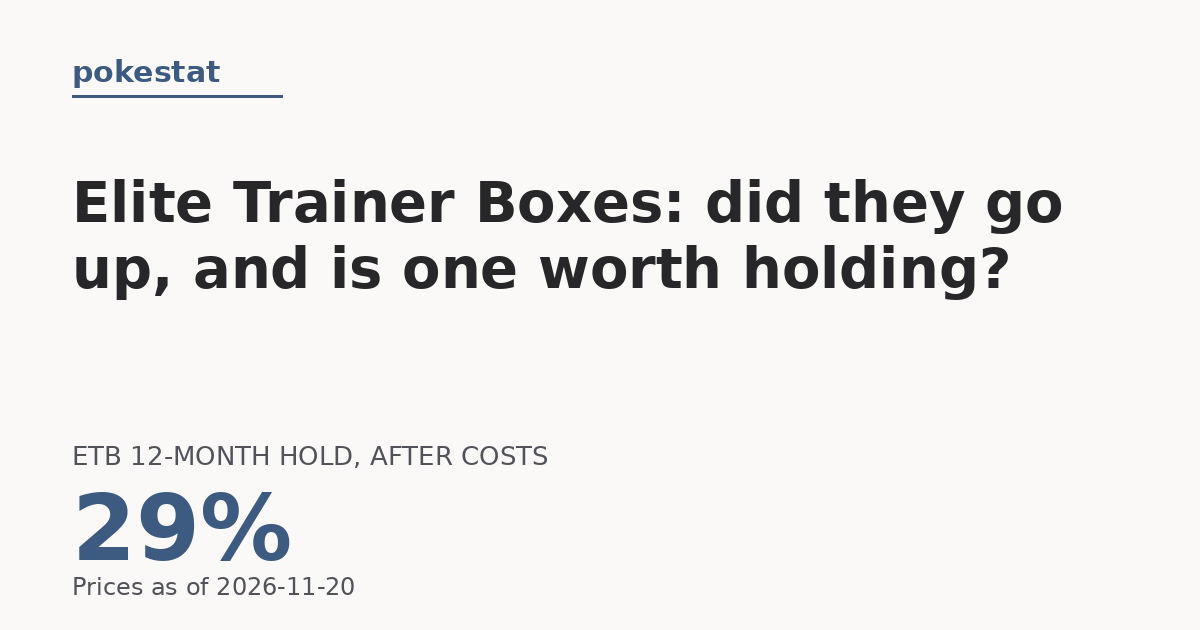 pokestat
Elite Trainer Boxes: did they go
up, and is one worth holding?
ETB 12-MONTH HOLD, AFTER COSTS
29%
Prices as of 2026-11-20